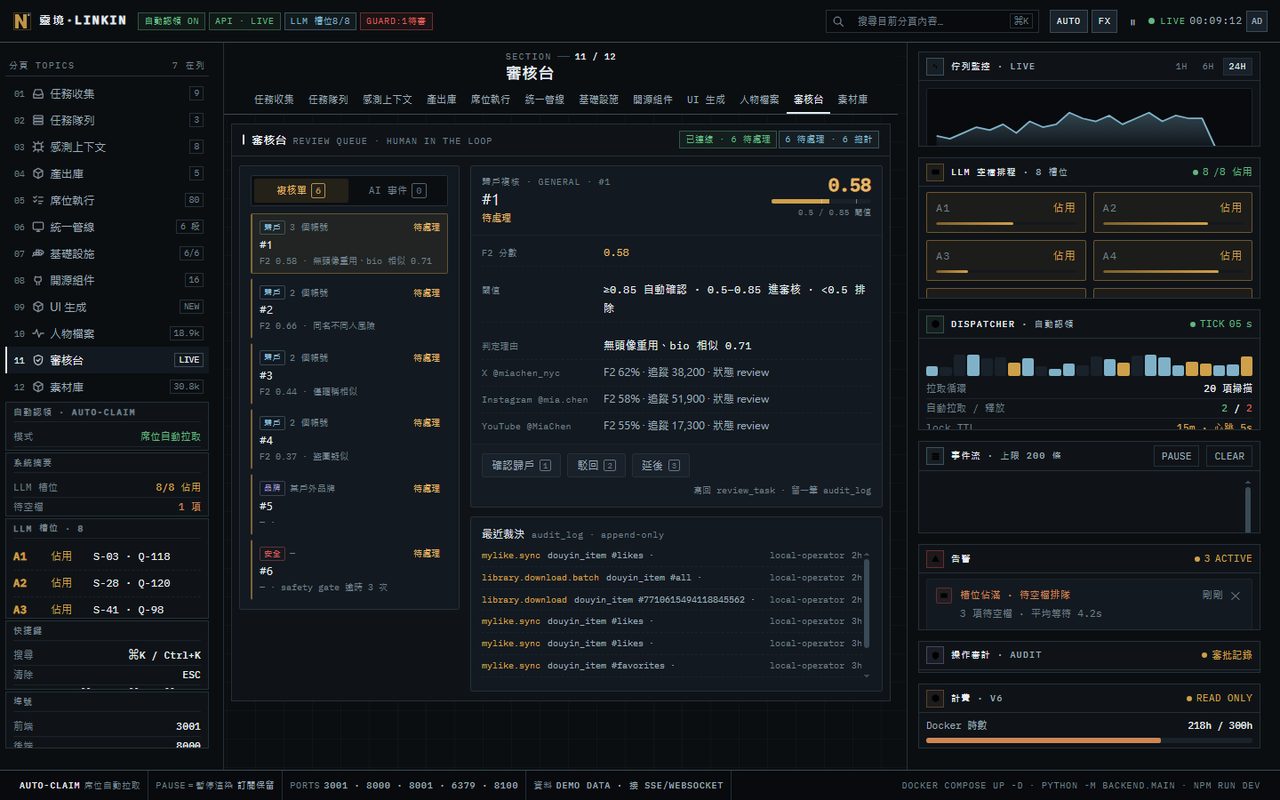 靈境·LINKIN
自動認領 ON
API · LIVE
LLM 槽位8/8
GUARD:1待審
搜尋目前分頁內容…
⌘K
AUTO
FX
LIVE 00:09:12
AD
分頁 TOPICS
7 在列
01 任務收集 9
02 任務隊列 3
03 感測上下文 8
04 產出庫 5
05 席位執行 80
06 統一管線 6 級
07 基礎設施 6/6
08 開源組件 16
09 UI 生成 NEW
10 人物檔案 18.9k
11 審核台 LIVE
12 素材庫 30.8k
自動認領 · AUTO-CLAIM
模式 席位自動拉取
系統摘要
LLM 槽位 8/8 佔用
待空檔 1 項
LLM 槽位 · 8
A1 佔用 S-03 · Q-118
A2 佔用 S-28 · Q-120
A3 佔用 S-41 · Q-98
快捷鍵
搜尋 ⌘K / Ctrl+K
清除 ESC
埠號
前端 3001
後端 8000
SECTION — 11 / 12
審核台
任務收集 任務隊列 感測上下文 產出庫 席位執行 統一管線 基礎設施 開源組件 UI 生成 人物檔案 審核台 素材庫
審核台 REVIEW QUEUE · HUMAN IN THE LOOP
已連線 · 6 待處理
6 待處理 · 6 總計
複核單 6
AI 事件 0
歸戶 3 個帳號 待處理
#1
F2 0.58 · 無頭像重用、bio 相似 0.71
歸戶 2 個帳號 待處理
#2
F2 0.66 · 同名不同人風險
歸戶 2 個帳號 待處理
#3
F2 0.44 · 僅暱稱相似
歸戶 2 個帳號 待處理
#4
F2 0.37 · 盜圖疑似
品牌 某戶外品牌 待處理
#5
— ·
安全 — 待處理
#6
— · safety gate 邀請 3 次
歸戶複核 · GENERAL · #1
#1
待處理
0.58
0.5 / 0.85 閾值
F2 分數 0.58
閾值 ≥0.85 自動確認 · 0.5–0.85 進審核 · <0.5 排
除
判定理由 無頭像重用、bio 相似 0.71
X @miachen_nyc F2 62% · 追蹤 38,200 · 狀態 review
Instagram @mia.chen F2 58% · 追蹤 51,900 · 狀態 review
YouTube @MiaChen F2 55% · 追蹤 17,300 · 狀態 review
確認歸戶 1
駁回 2
延後 3
寫回 review_task · 留一筆 audit_log
最近裁決 audit_log · append-only
mylike.sync douyin_item #likes · local-operator 2h
library.download.batch douyin_item #all · local-operator 2h
library.download douyin_item #7710615494118845562 · local-operator 2h
mylike.sync douyin_item #likes · local-operator 3h
mylike.sync douyin_item #likes · local-operator 3h
mylike.sync douyin_item #favorites · local-operator 3h
佇列監控 · LIVE
1H 6H 24H
LLM 空檔排程 · 8 槽位
8 /8 佔用
A1 佔用
A2 佔用
A3 佔用
A4 佔用
DISPATCHER · 自動認領
TICK 05 s
拉取循環 20 項掃描
自動拉取 / 釋放 2 / 2
lock TTL 15m · 心跳 5s
事件流 · 上限 200 條
PAUSE
CLEAR
告警
3 ACTIVE
槽位佔滿 · 待空檔排隊 剛剛
3 項待空檔 · 平均等待 4.2s
操作審計 · AUDIT
審批記錄
計費 · V6
READ ONLY
Docker 時數 218h / 300h
AUTO-CLAIM 席位自動拉取
PAUSE=暫停渲染 訂閱保留
PORTS 3001 · 8000 · 8001 · 6379 · 8100
資料 DEMO DATA · 接 SSE/WEBSOCKET
DOCKER COMPOSE UP -D · PYTHON -M BACKEND.MAIN · NPM RUN DEV